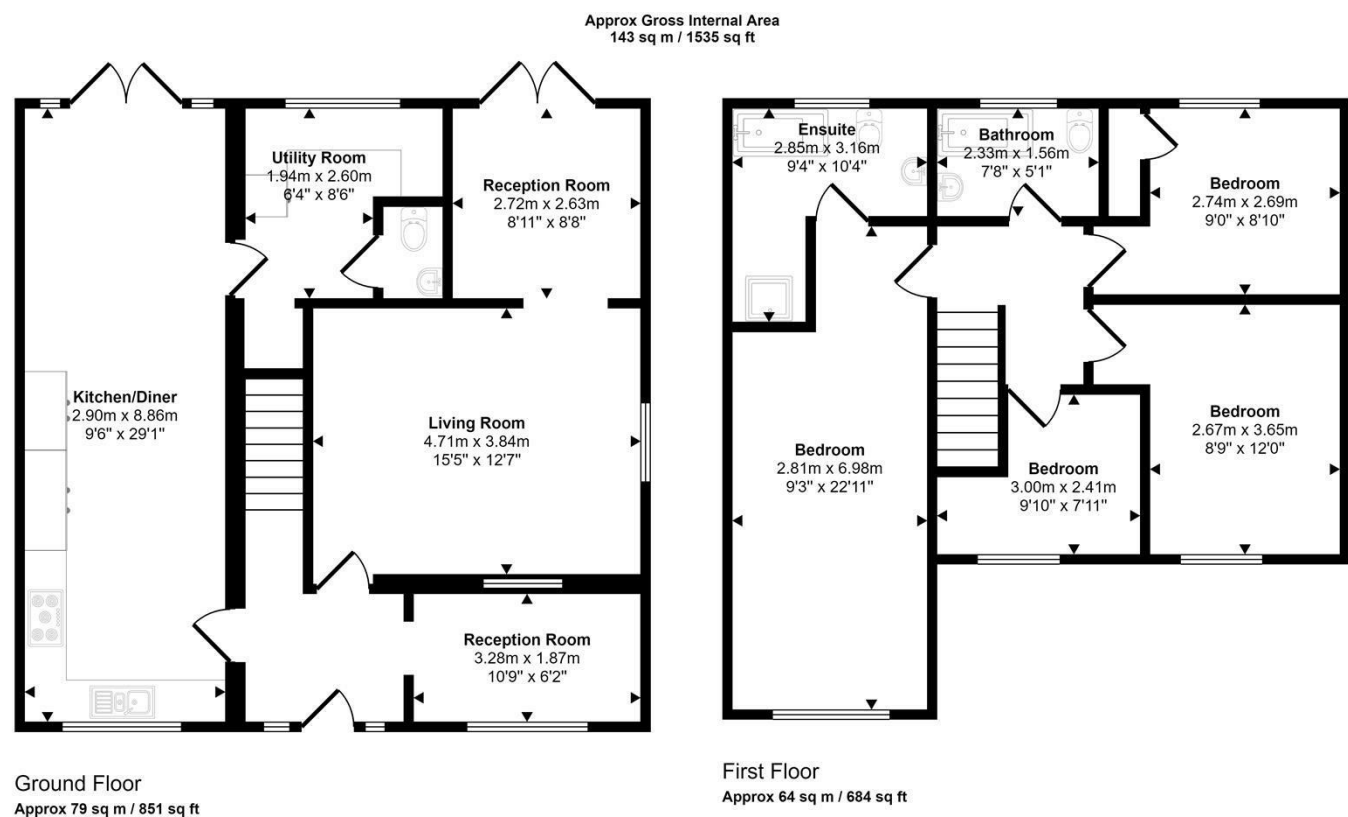 Approx Gross Internal Area
143 sq m / 1535 sq ft
Utility Room
1.94m x 2.60m
6'4" x 8'6"
Reception Room
2.72m x 2.63m
8'11" x 8'8"
Kitchen/Diner
2.90m x 8.86m
9'6" x 29'1"
Living Room
4.71m x 3.84m
15'5" x 12'7"
Reception Room
3.28m x 1.87m
10'9" x 6'2"
Ground Floor
Approx 79 sq m / 851 sq ft
Ensuite
2.85m x 3.16m
9'4" x 10'4"
Bathroom
2.33m x 1.56m
7'8" x 5'1"
Bedroom
2.74m x 2.69m
9'0" x 8'10"
Bedroom
2.81m x 6.98m
9'3" x 22'11"
Bedroom
3.00m x 2.41m
9'10" x 7'11"
Bedroom
2.67m x 3.65m
8'9" x 12'0"
First Floor
Approx 64 sq m / 684 sq ft